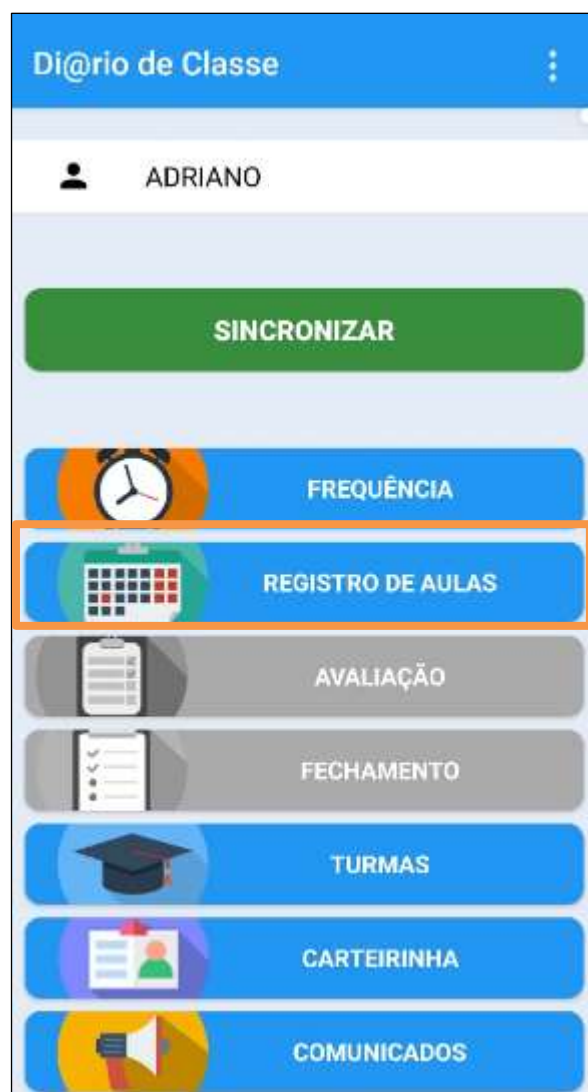 Di@rio de Classe
ADRIANO
SINCRONIZAR
FREQUÊNCIA
REGISTRO DE AULAS
AVALIAÇÃO
FECHAMENTO
TURMAS
CARTEIRINHA
COMUNICADOS